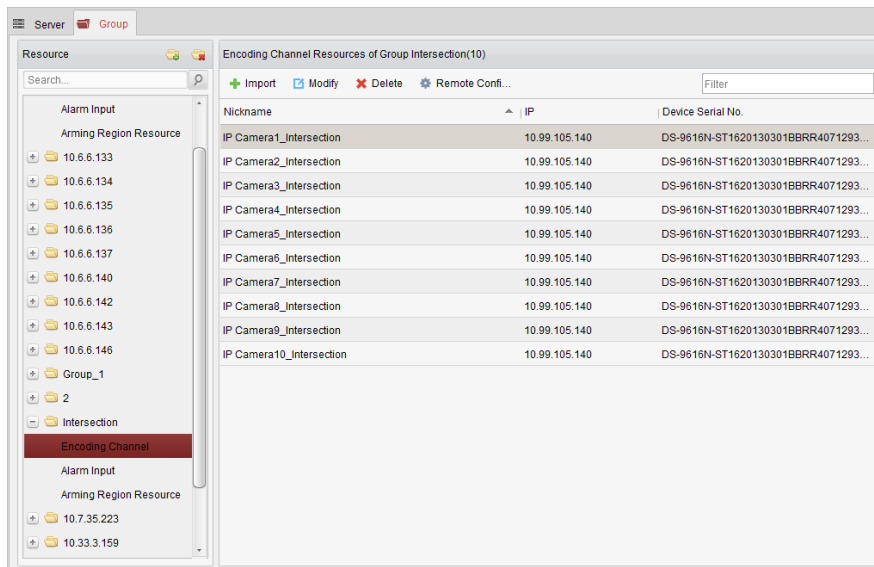 Server Group
Resource
Search...
Alarm Input
Arming Region Resource
10.6.6.133
10.6.6.134
10.6.6.135
10.6.6.136
10.6.6.137
10.6.6.140
10.6.6.142
10.6.6.143
10.6.6.146
Group_1
2
Intersection
Encoding Channel
Alarm Input
Arming Region Resource
10.7.35.223
10.33.3.159
Encoding Channel Resources of Group Intersection(10)
Import Modify Delete Remote Confi... Filter
Nickname IP Device Serial No.
IP Camera1_Intersection 10.99.105.140 DS-9616N-ST1620130301BBRR4071293...
IP Camera2_Intersection 10.99.105.140 DS-9616N-ST1620130301BBRR4071293...
IP Camera3_Intersection 10.99.105.140 DS-9616N-ST1620130301BBRR4071293...
IP Camera4_Intersection 10.99.105.140 DS-9616N-ST1620130301BBRR4071293...
IP Camera5_Intersection 10.99.105.140 DS-9616N-ST1620130301BBRR4071293...
IP Camera6_Intersection 10.99.105.140 DS-9616N-ST1620130301BBRR4071293...
IP Camera7_Intersection 10.99.105.140 DS-9616N-ST1620130301BBRR4071293...
IP Camera8_Intersection 10.99.105.140 DS-9616N-ST1620130301BBRR4071293...
IP Camera9_Intersection 10.99.105.140 DS-9616N-ST1620130301BBRR4071293...
IP Camera10_Intersection 10.99.105.140 DS-9616N-ST1620130301BBRR4071293...